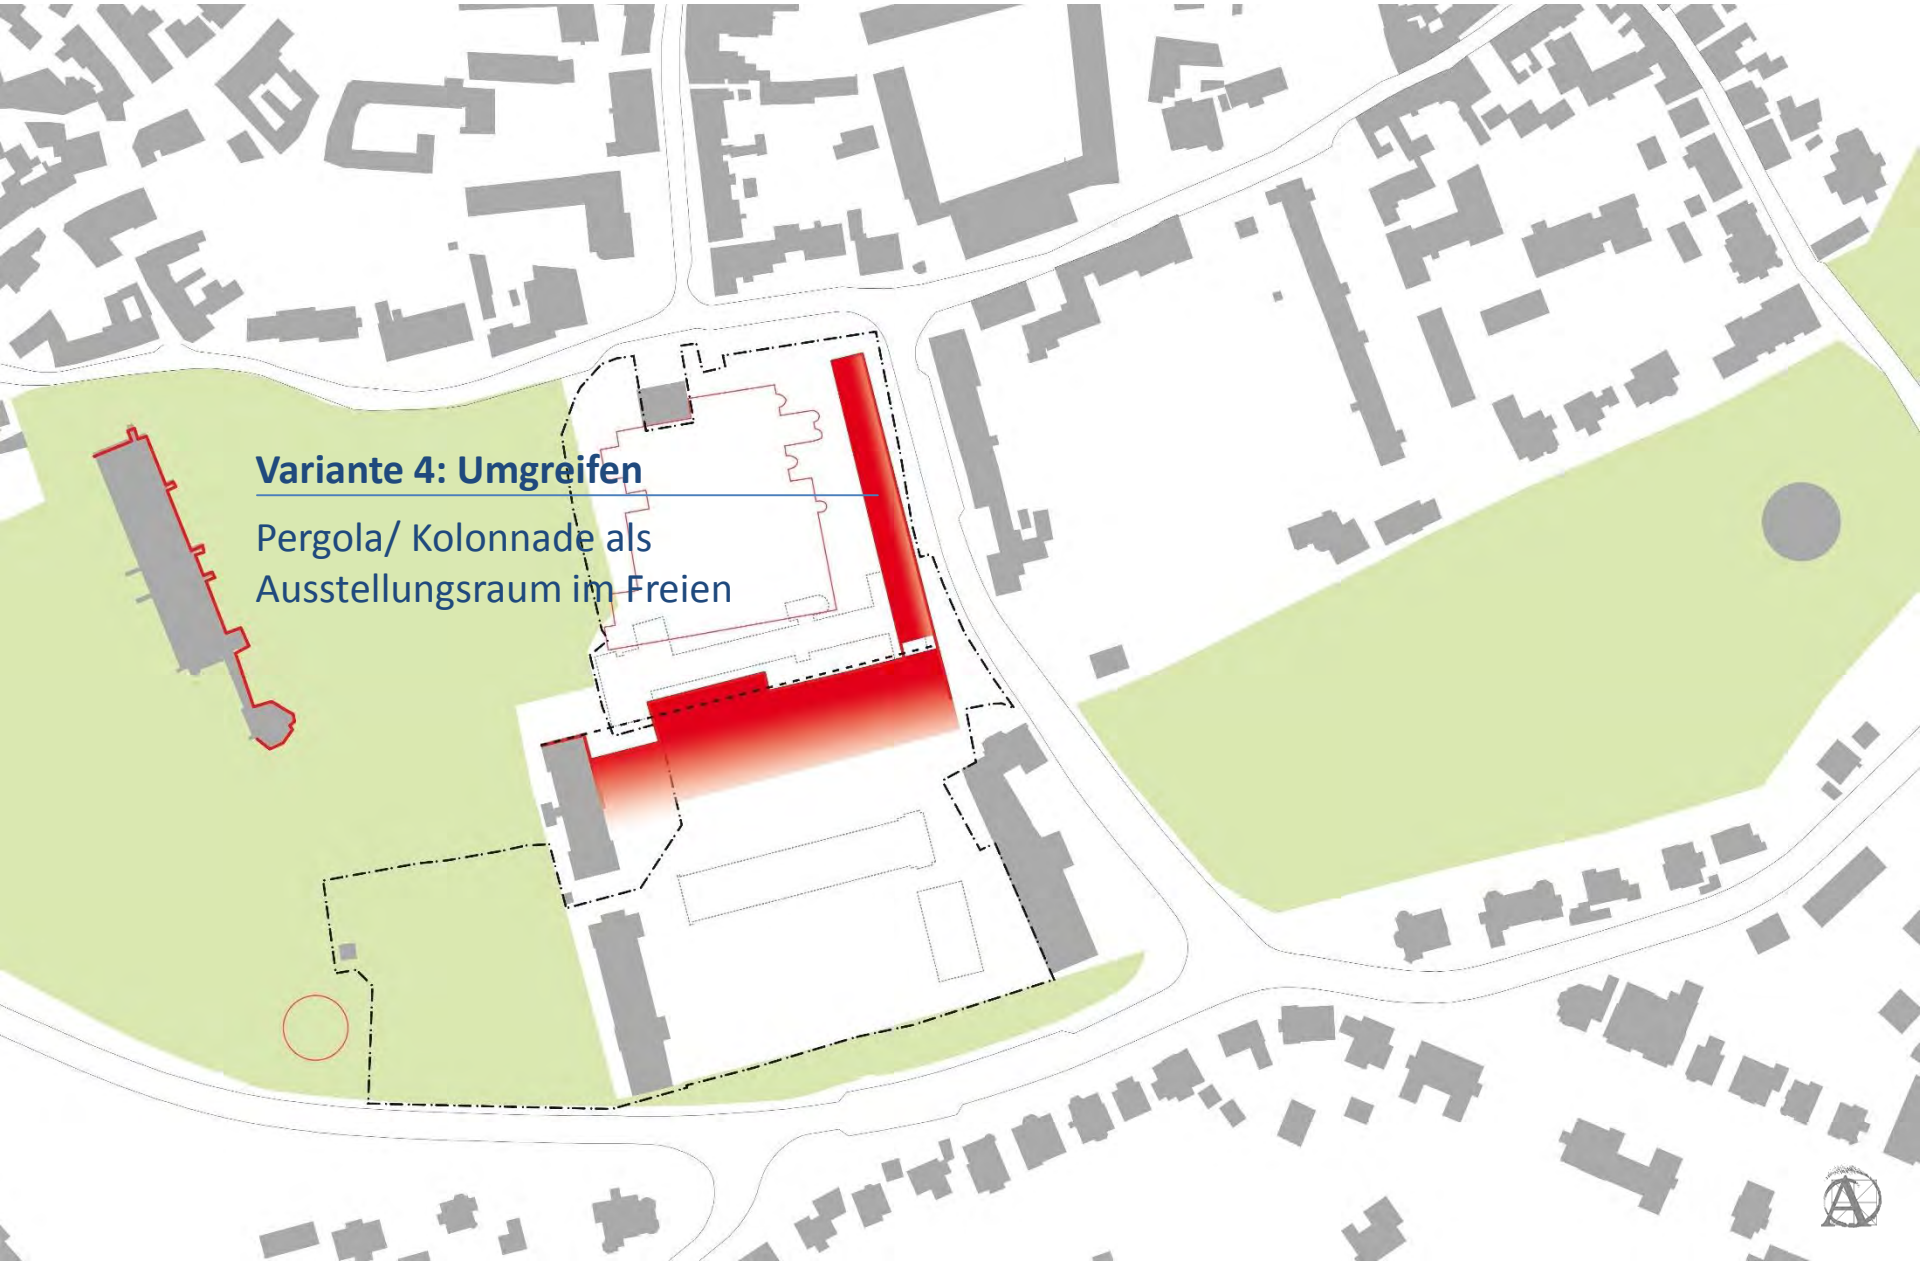 Variante 4: Umgreifen
Pergola/ Kolonnade als
Ausstellungsraum im Freien
A